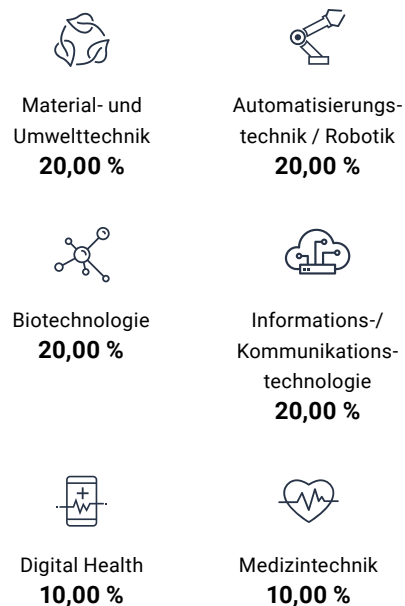 Material- und
Umwelttechnik
20,00 %
Automatisierungs-
technik / Robotik
20,00 %
Biotechnologie
20,00 %
Informations-/
Kommunikations-
technologie
20,00 %
Digital Health
10,00 %
Medizintechnik
10,00 %